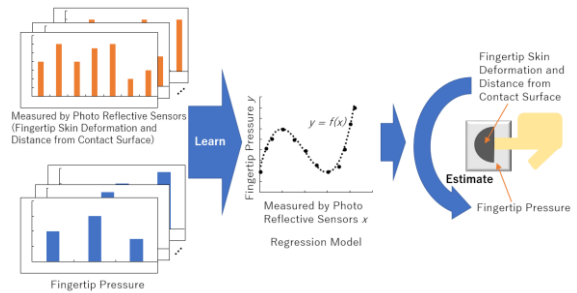 Measured by Photo Reflective Sensors
(Fingertip Skin Deformation and
Distance from Contact Surface)
Fingertip Pressure
Learn
Fingertip Pressure y
y = f(x)
Measured by Photo
Reflective Sensors x
Regression Model
Fingertip Skin
Deformation and
Distance from
Contact Surface
Estimate
Fingertip Pressure